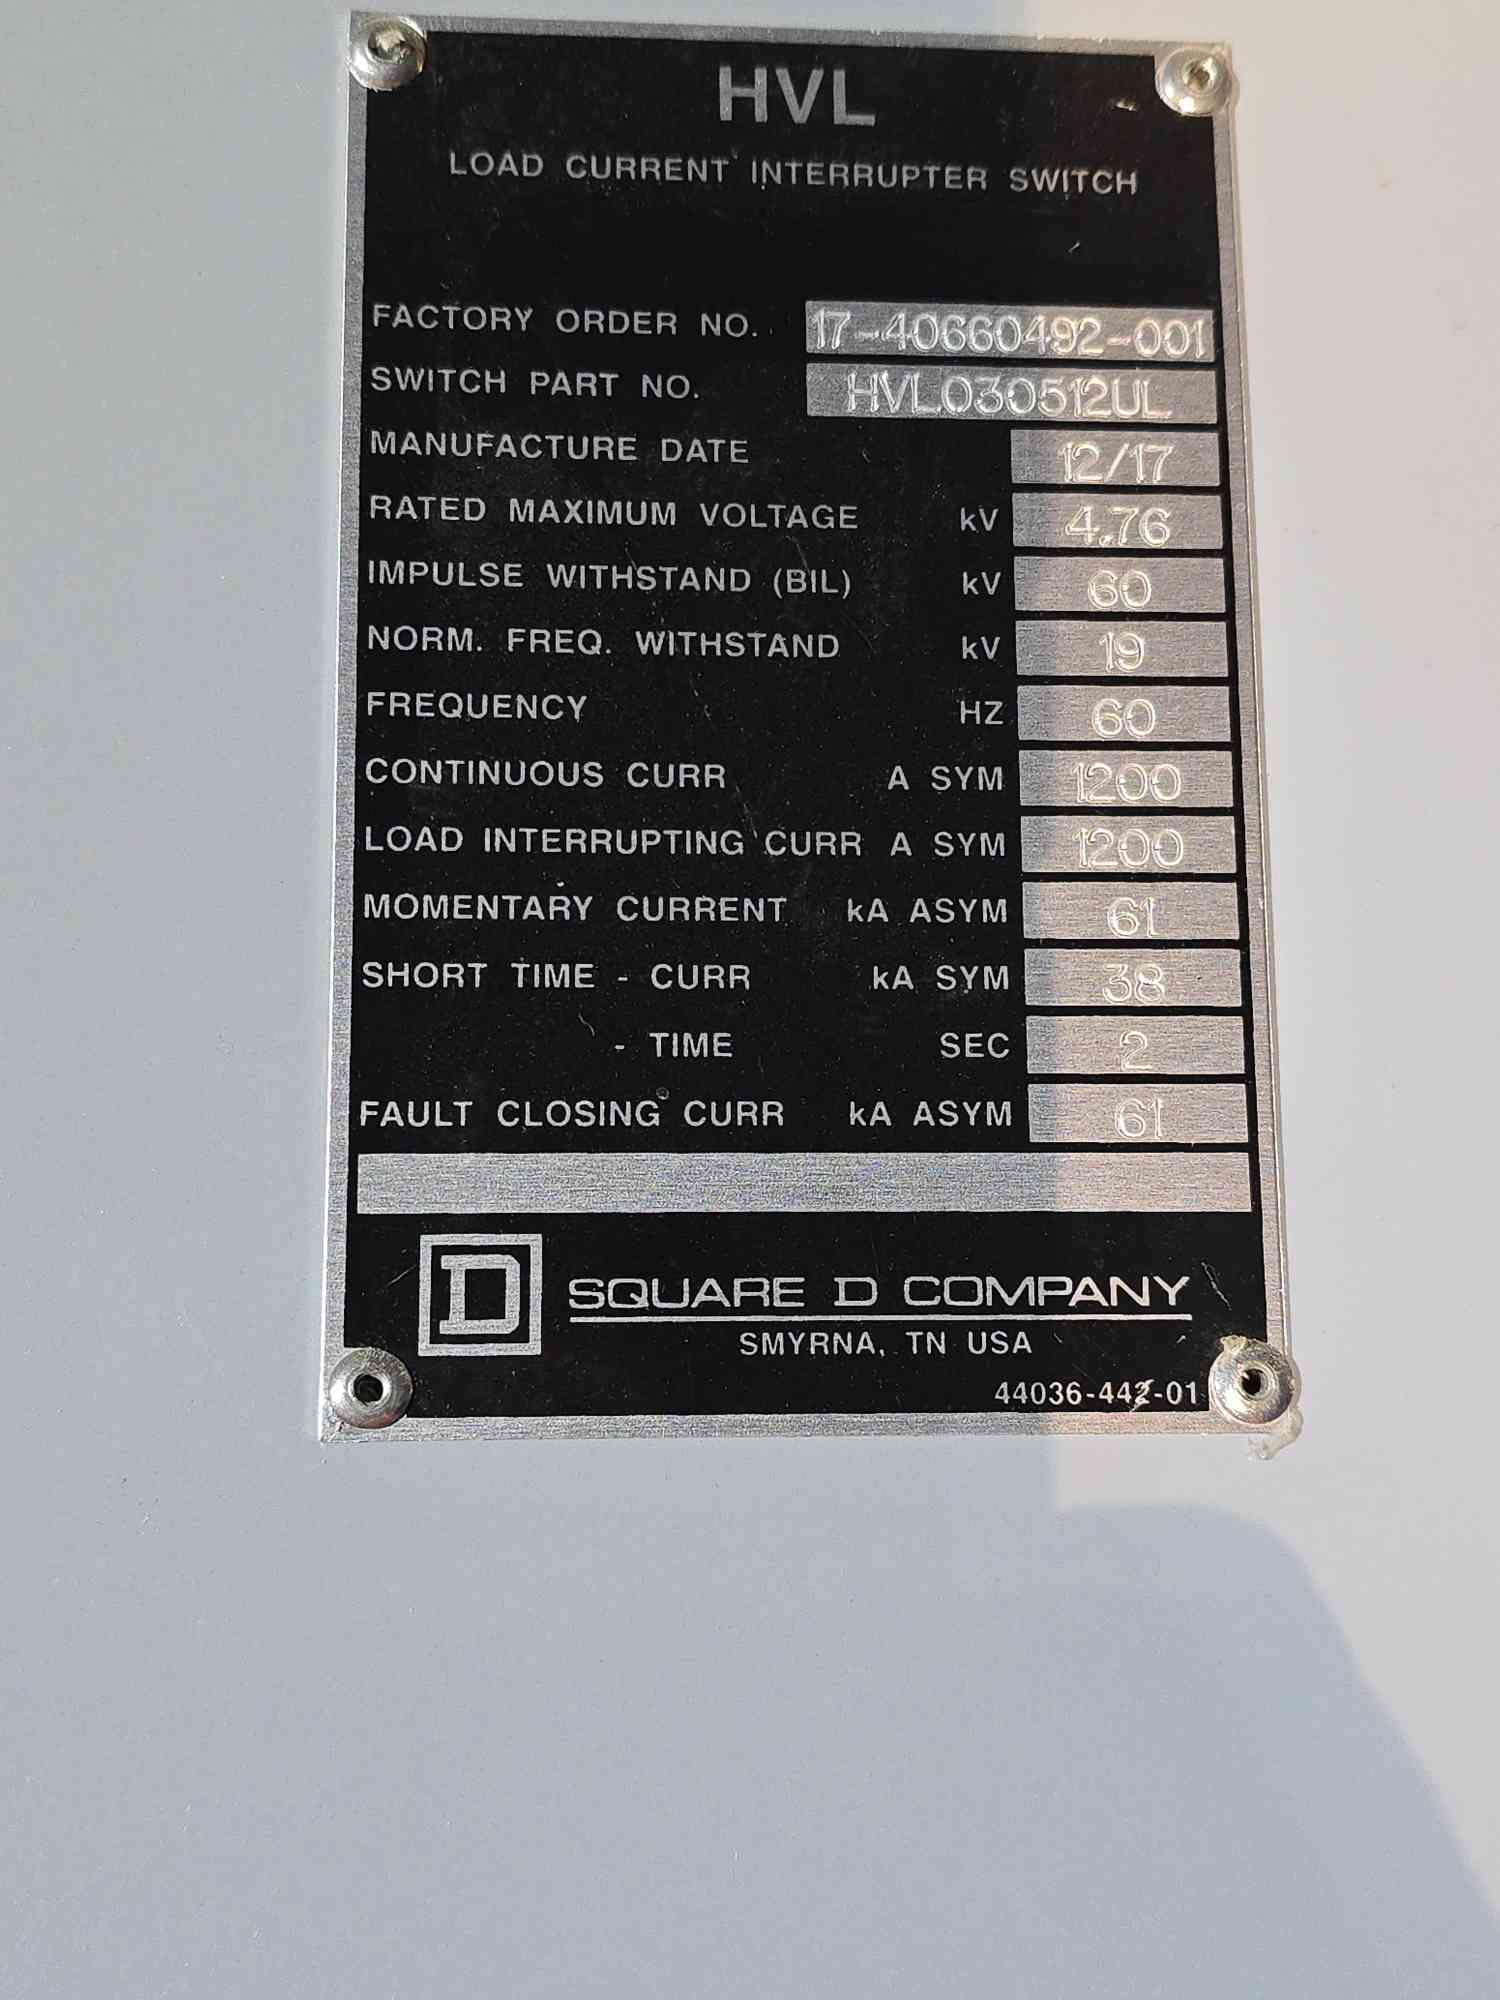 HVL
LOAD CURRENT INTERRUPTER SWITCH
FACTORY ORDER NO. 17-40660492-001
SWITCH PART NO. HVL030512UL
MANUFACTURE DATE 12/17
RATED MAXIMUM VOLTAGE kV 4.76
IMPULSE WITHSTAND (BIL) kV 60
NORM. FREQ. WITHSTAND kV 19
FREQUENCY HZ 60
CONTINUOUS CURR A SYM 1200
LOAD INTERRUPTING CURR A SYM 1200
MOMENTARY CURRENT kA ASYM 61
SHORT TIME - CURR kA SYM 38
- TIME SEC 2
FAULT CLOSING CURR kA ASYM 61
D SQUARE D COMPANY
SMYRNA, TN USA
44036-442-01